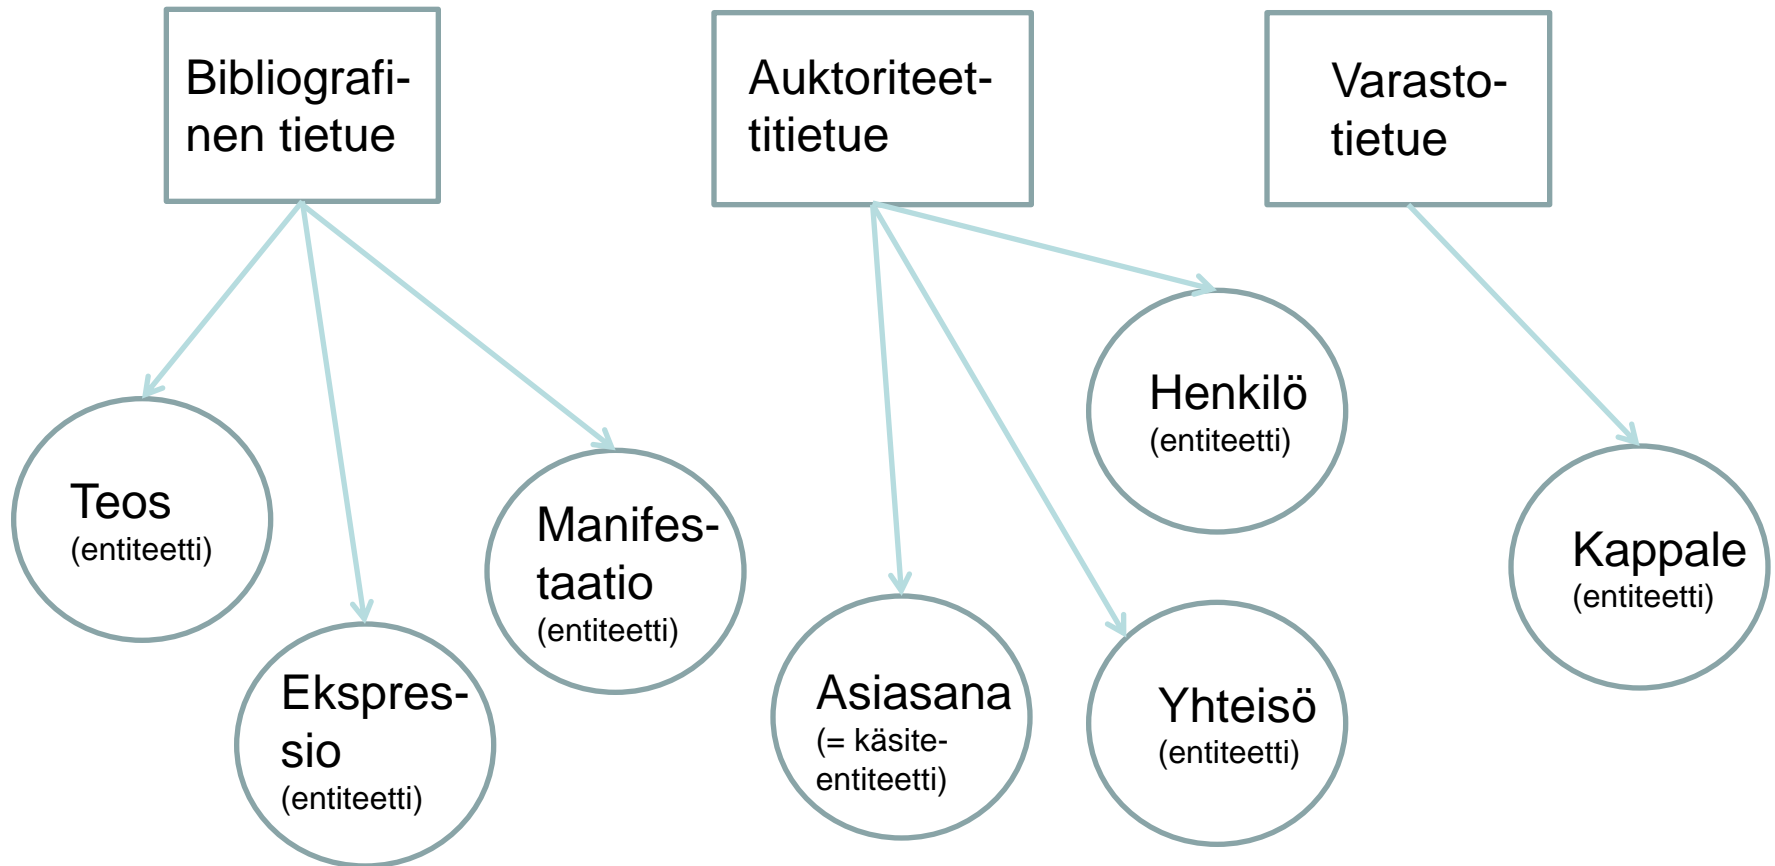 Bibliografi-
nen tietue
Auktoriteet-
titietue
Varasto-
tietue
Teos
(entiteetti)
Ekspres-
sio
(entiteetti)
Manifes-
taatio
(entiteetti)
Asiasana
(= käsite-
entiteetti)
Henkilö
(entiteetti)
Yhteisö
(entiteetti)
Kappale
(entiteetti)